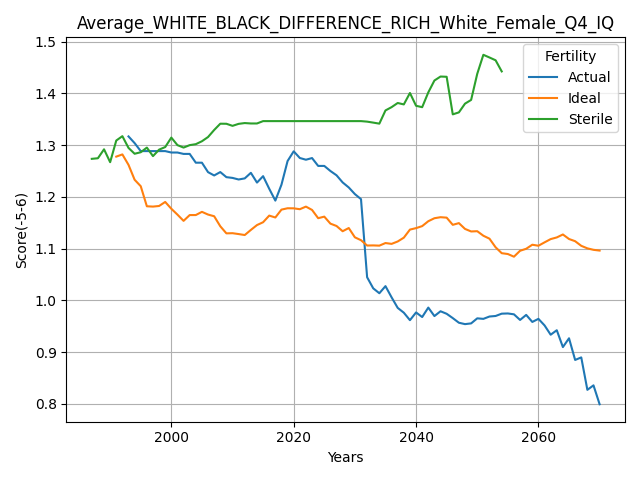 Average_WHITE_BLACK_DIFFERENCE_RICH_White_Female_Q4_IQ
Fertility
Actual
Ideal
Sterile
Score(-5-6)
1.5
1.4
1.3
1.2
1.1
1.0
0.9
0.8
2000 2020 2040 2060
Years